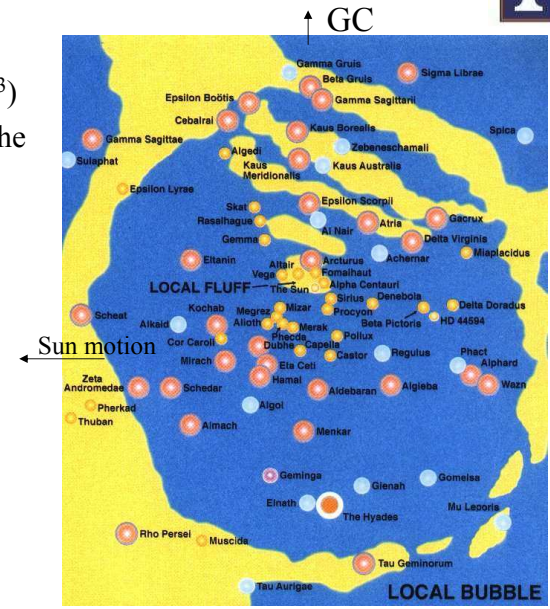 GC
Gamma Gruis
Beta Gruis
Sigma Librae
³)
Epsilon Boötis
Gamma Sagittarii
Cebalrai
the
Kaus Borealis
Spica
Gamma Sagittae
Zebeneschamali
Sulaphat
Algedi
Kaus
Meridionalis
Kaus Australis
Epsilon Lyrae
Skat
Epsilon Scorpii
Rasalhague
Al Nair
Atria
Gacrux
Gemma
Delta Virginis
Achernar
Miaplacidus
Eltanin
Altair
Arcturus
Vega
Fomalhaut
LOCAL FLUFF
The Sun
Alpha Centauri
Sirius
Denebola
Kochab
Megrez
Mizar
Procyon
Delta Doradus
Scheat
Alkaid
Alioth
Merak
Beta Pictoris
HD 44594
Phecda
Cor Caroli
Dubhe
Capella
Pollux
Sun motion
Mirach
Castor
Regulus
Phact
Eta Ceti
Alphard
Zeta
Andromedae
Schedar
Hamal
Aldebaran
Algieba
Wazn
Pherkad
Algol
Thuban
Almach
Menkar
Geminga
Gienah
Gomeisa
Elnath
The Hyades
Mu Leporis
Rho Persei
Muscida
Tau Geminorum
Tau Aurigae
LOCAL BUBBLE